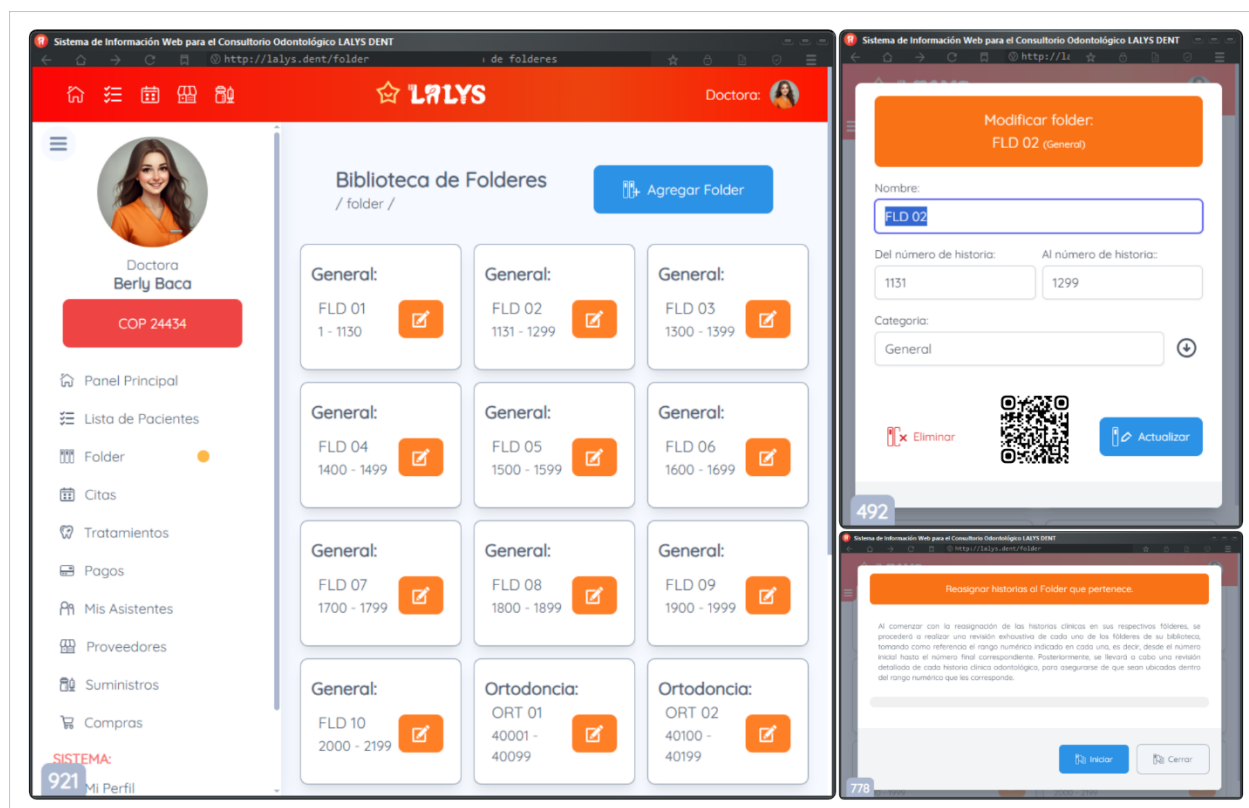 Sistema de Información Web para el Consultorio Odontológico LALYS DENT
http://lalys.dent/folder
de folderes
LALYS
Doctora:
Doctora
Berly Baca
COP 24434
Panel Principal
Lista de Pacientes
Folder
Citas
Tratamientos
Pagos
Mis Asistentes
Proveedores
Suministros
Compras
SISTEMA:
Mi Perfil
921
Biblioteca de Folderes
/ folder /
Agregar Folder
General:
FLD 01
1 - 1130
General:
FLD 02
1131 - 1299
General:
FLD 03
1300 - 1399
General:
FLD 04
1400 - 1499
General:
FLD 05
1500 - 1599
General:
FLD 06
1600 - 1699
General:
FLD 07
1700 - 1799
General:
FLD 08
1800 - 1899
General:
FLD 09
1900 - 1999
General:
FLD 10
2000 - 2199
Ortodoncia:
ORT 01
40001 -
40099
Ortodoncia:
ORT 02
40100 -
40199
Sistema de Información Web para el Consultorio Odontológico LALYS DENT
Modificar folder:
FLD 02 (General)
Nombre:
FLD 02
Del número de historia:
Al número de historia::
1131
1299
Categoria:
General
Eliminar
Actualizar
492
Sistema de Información Web para el Consultorio Odontológico LALYS DENT
http://lalys.dent/folder
Reasignar historias al Folder que pertenece.
Al comenzar con la reasignación de las historias clínicas en sus respectivos fólderes, se
procederá a realizar una revisión exhaustiva de cada uno de los fólderes de su biblioteca,
tomando como referencia el rango numérico indicado en cada uno, es decir, desde el número
inicial hasta el número final correspondiente. Posteriormente, se llevará a cabo una revisión
detallada de cada historia clínica odontológica, para asegurarse de que sean ubicadas dentro
del rango numérico que les corresponde.
Iniciar
Cerrar
778